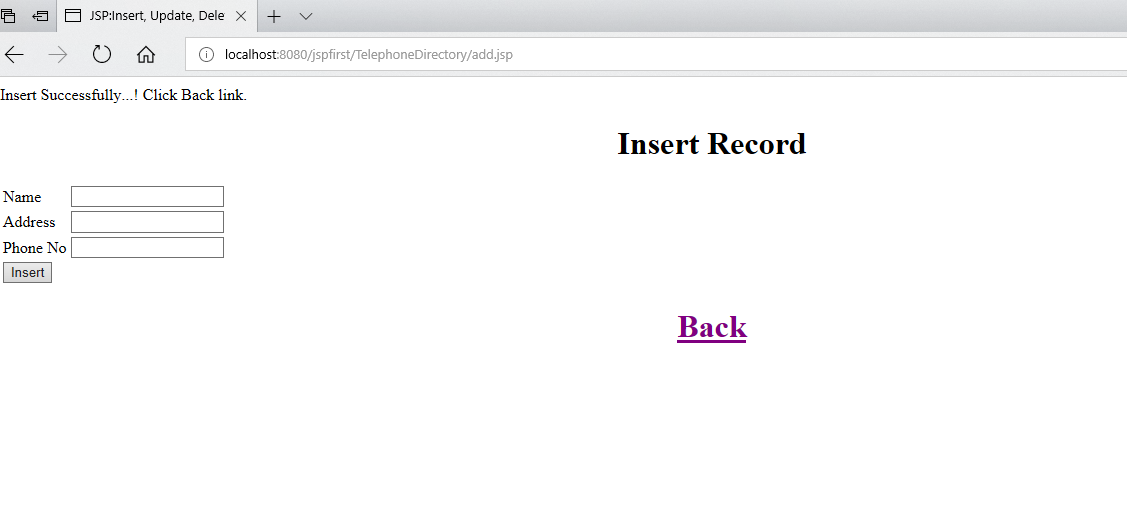 JSP:Insert, Update, Dele
localhost:8080/jspfirst/TelephoneDirectory/add.jsp
Insert Successfully...! Click Back link.
Insert Record
Name
Address
Phone No
Insert
Back